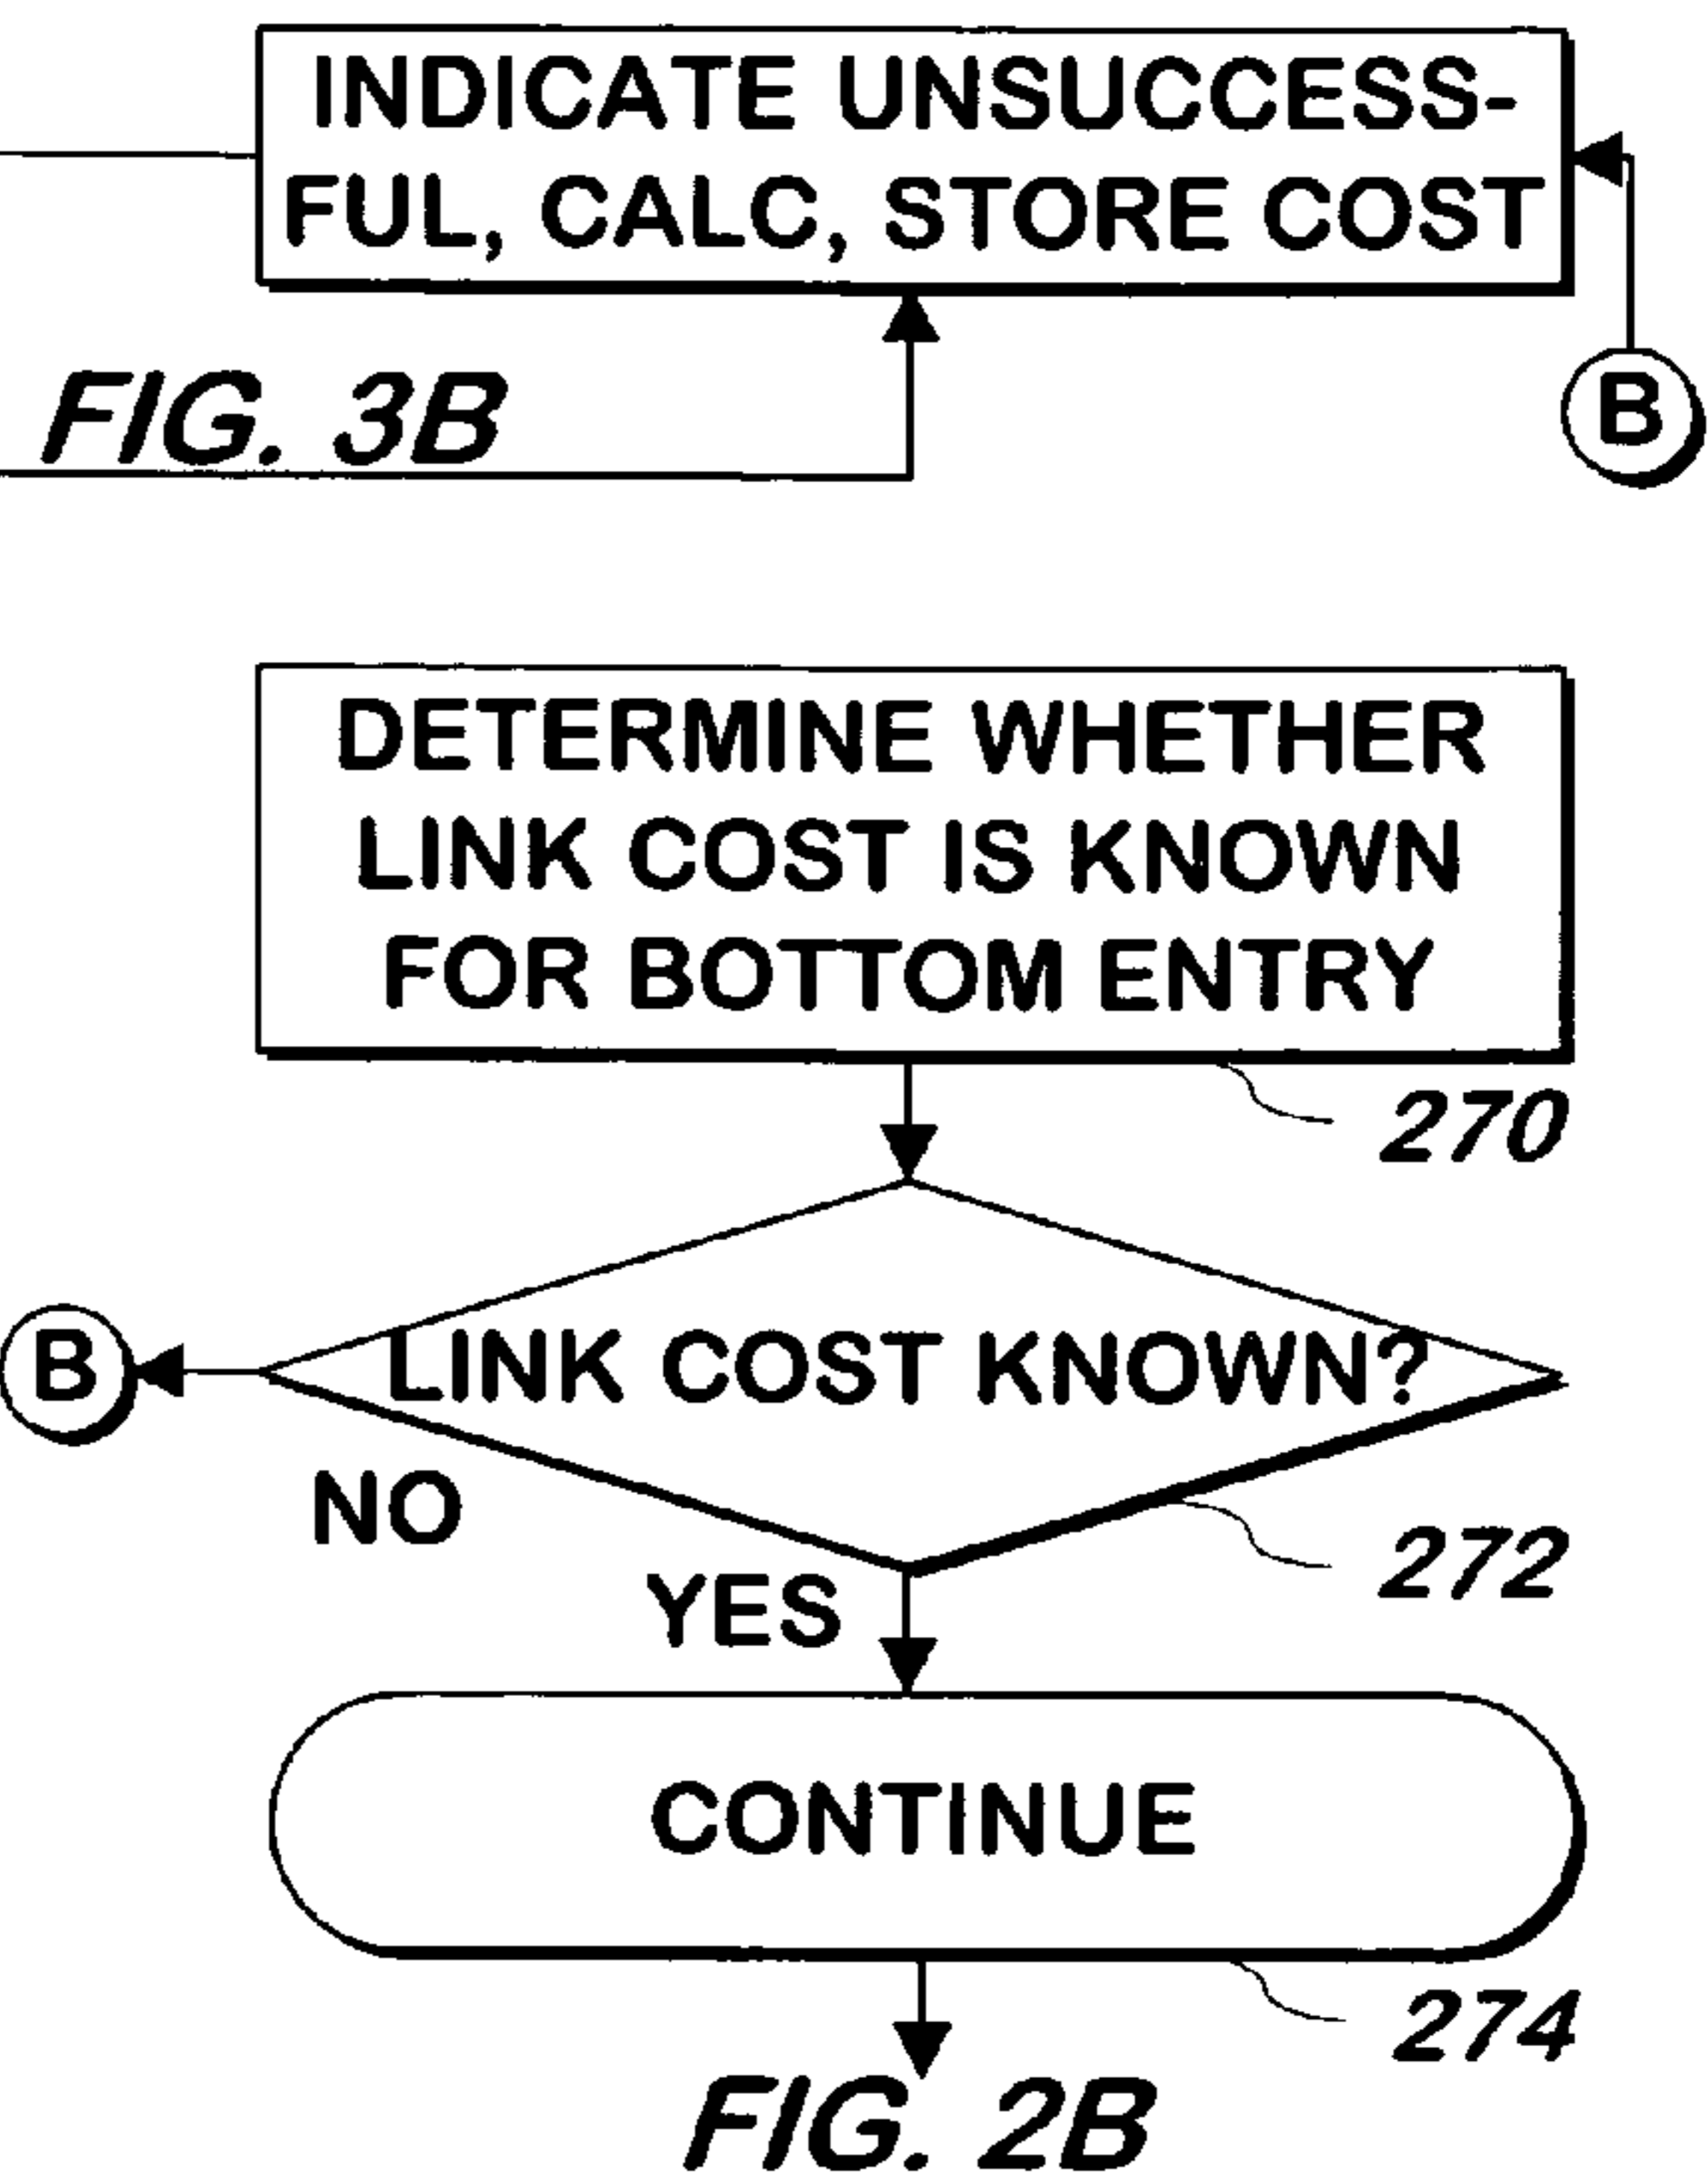 INDICATE UNSUCCESS-
FUL, CALC, STORE COST
FIG. 3B
B
DETERMINE WHETHER
LINK COST IS KNOWN
FOR BOTTOM ENTRY
270
B
LINK COST KNOWN?
NO
272
YES
CONTINUE
274
FIG. 2B